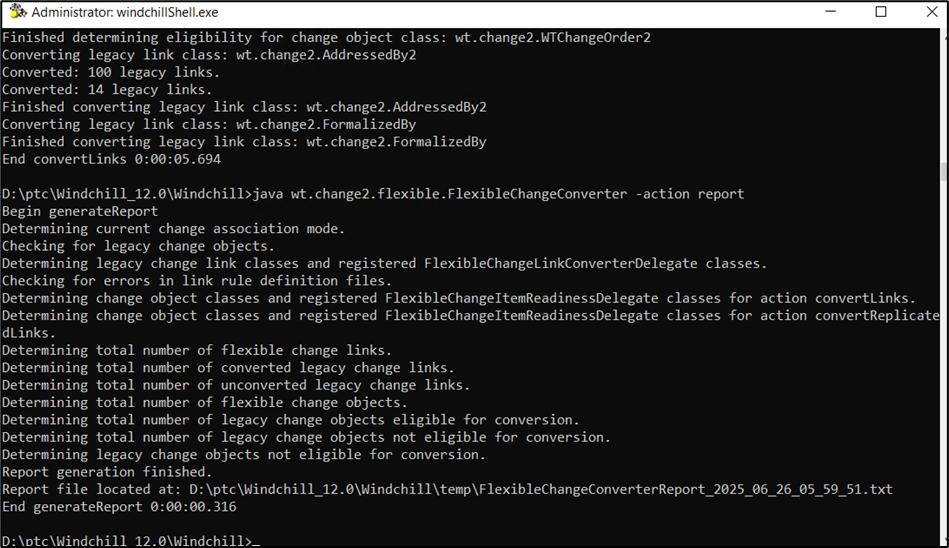 Administrator: windchillShell.exe
Finished determining eligibility for change object class: wt.change2.WTChangeOrder2
Converting legacy link class: wt.change2.AddressedBy2
Converted: 100 legacy links.
Converted: 14 legacy links.
Finished converting legacy link class: wt.change2.AddressedBy2
Converting legacy link class: wt.change2.FormalizedBy
Finished converting legacy link class: wt.change2.FormalizedBy
End convertLinks 0:00:05.694
D:\ptc\Windchill_12.0\Windchill>java wt.change2.flexible.FlexibleChangeConverter -action report
Begin generateReport
Determining current change association mode.
Checking for legacy change objects.
Determining legacy change link classes and registered FlexibleChangeLinkConverterDelegate classes.
Checking for errors in link rule definition files.
Determining change object classes and registered FlexibleChangeItemReadinessDelegate classes for action convertLinks.
Determining change object classes and registered FlexibleChangeItemReadinessDelegate classes for action convertReplicate
dLinks.
Determining total number of flexible change links.
Determining total number of converted legacy change links.
Determining total number of unconverted legacy change links.
Determining total number of flexible change objects.
Determining total number of legacy change objects eligible for conversion.
Determining total number of legacy change objects not eligible for conversion.
Determining legacy change objects not eligible for conversion.
Report generation finished.
Report file located at: D:\ptc\Windchill_12.0\Windchill\temp\FlexibleChangeConverterReport_2025_06_26_05_59_51.txt
End generateReport 0:00:00.316
D:\ptc\Windchill_12.0\Windchill>_